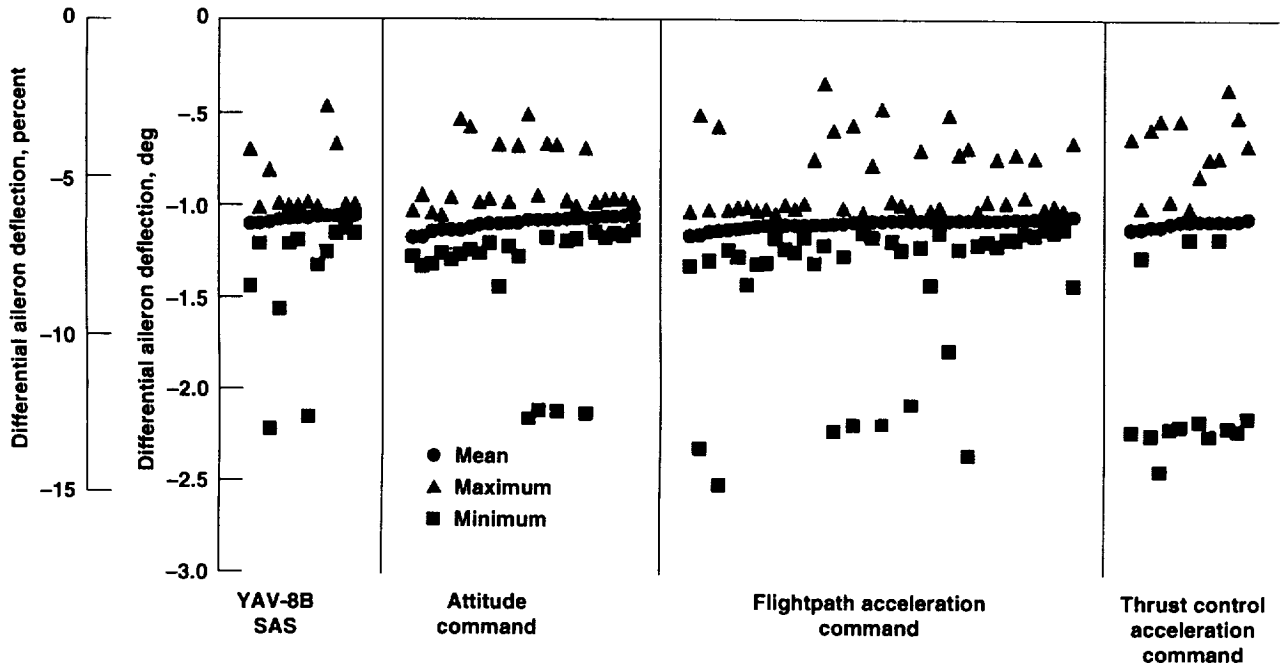 Differential aileron deflection, percent
0
–5
–10
–15
Differential aileron deflection, deg
0
–.5
–1.0
–1.5
–2.0
–2.5
–3.0
Mean
Maximum
Minimum
YAV-8B
SAS
Attitude
command
Flightpath acceleration
command
Thrust control
acceleration
command